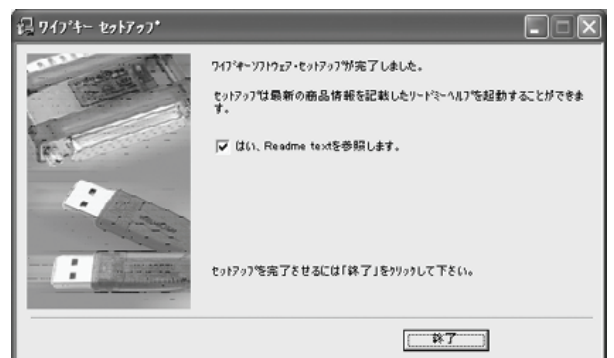 ワイプキー セットアップ
ワイプキーソフトウェア・セットアップが完了しました。
セットアップは最新の商品情報を記載したリードミーヘルプを起動することができま
す。
はい、Readme textを参照します。
セットアップを完了させるには「終了」をクリックして下さい。
終了